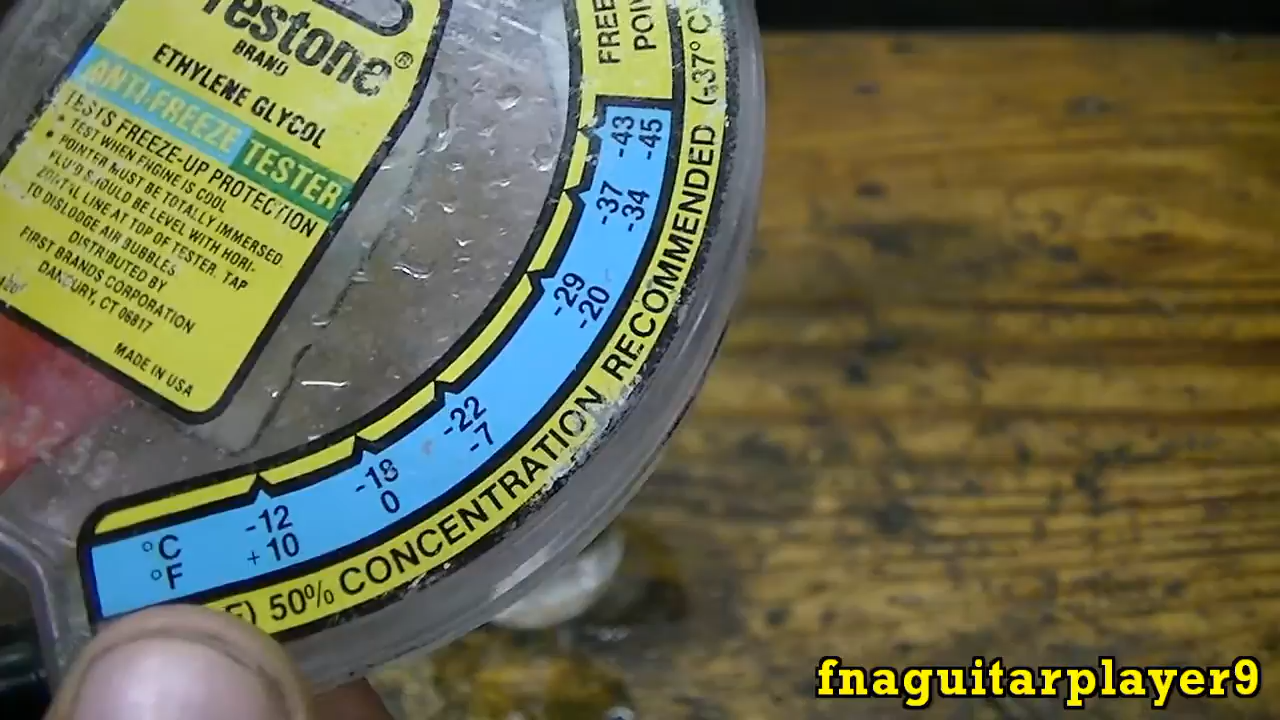 restone®
BRAND
ETHYLENE GLYCOL
ANTI-FREEZE
TESTER
TESTS FREEZE-UP PROTECTION
• TEST WHEN ENGINE IS COOL
• POINTER MUST BE TOTALLY IMMERSED
FLUID SHOULD BE LEVEL WITH HORI-
ZONTAL LINE AT TOP OF TESTER. TAP
TO DISLODGE AIR BUBBLES
DISTRIBUTED BY
FIRST BRANDS CORPORATION
DANBURY, CT 06817
MADE IN USA
FREE
POIN
°C -12 -18 -22 -29 -37 -43
°F +10 0 -7 -20 -34 -45
F) 50% CONCENTRATION RECOMMENDED (-37°C
fnaguitarplayer9